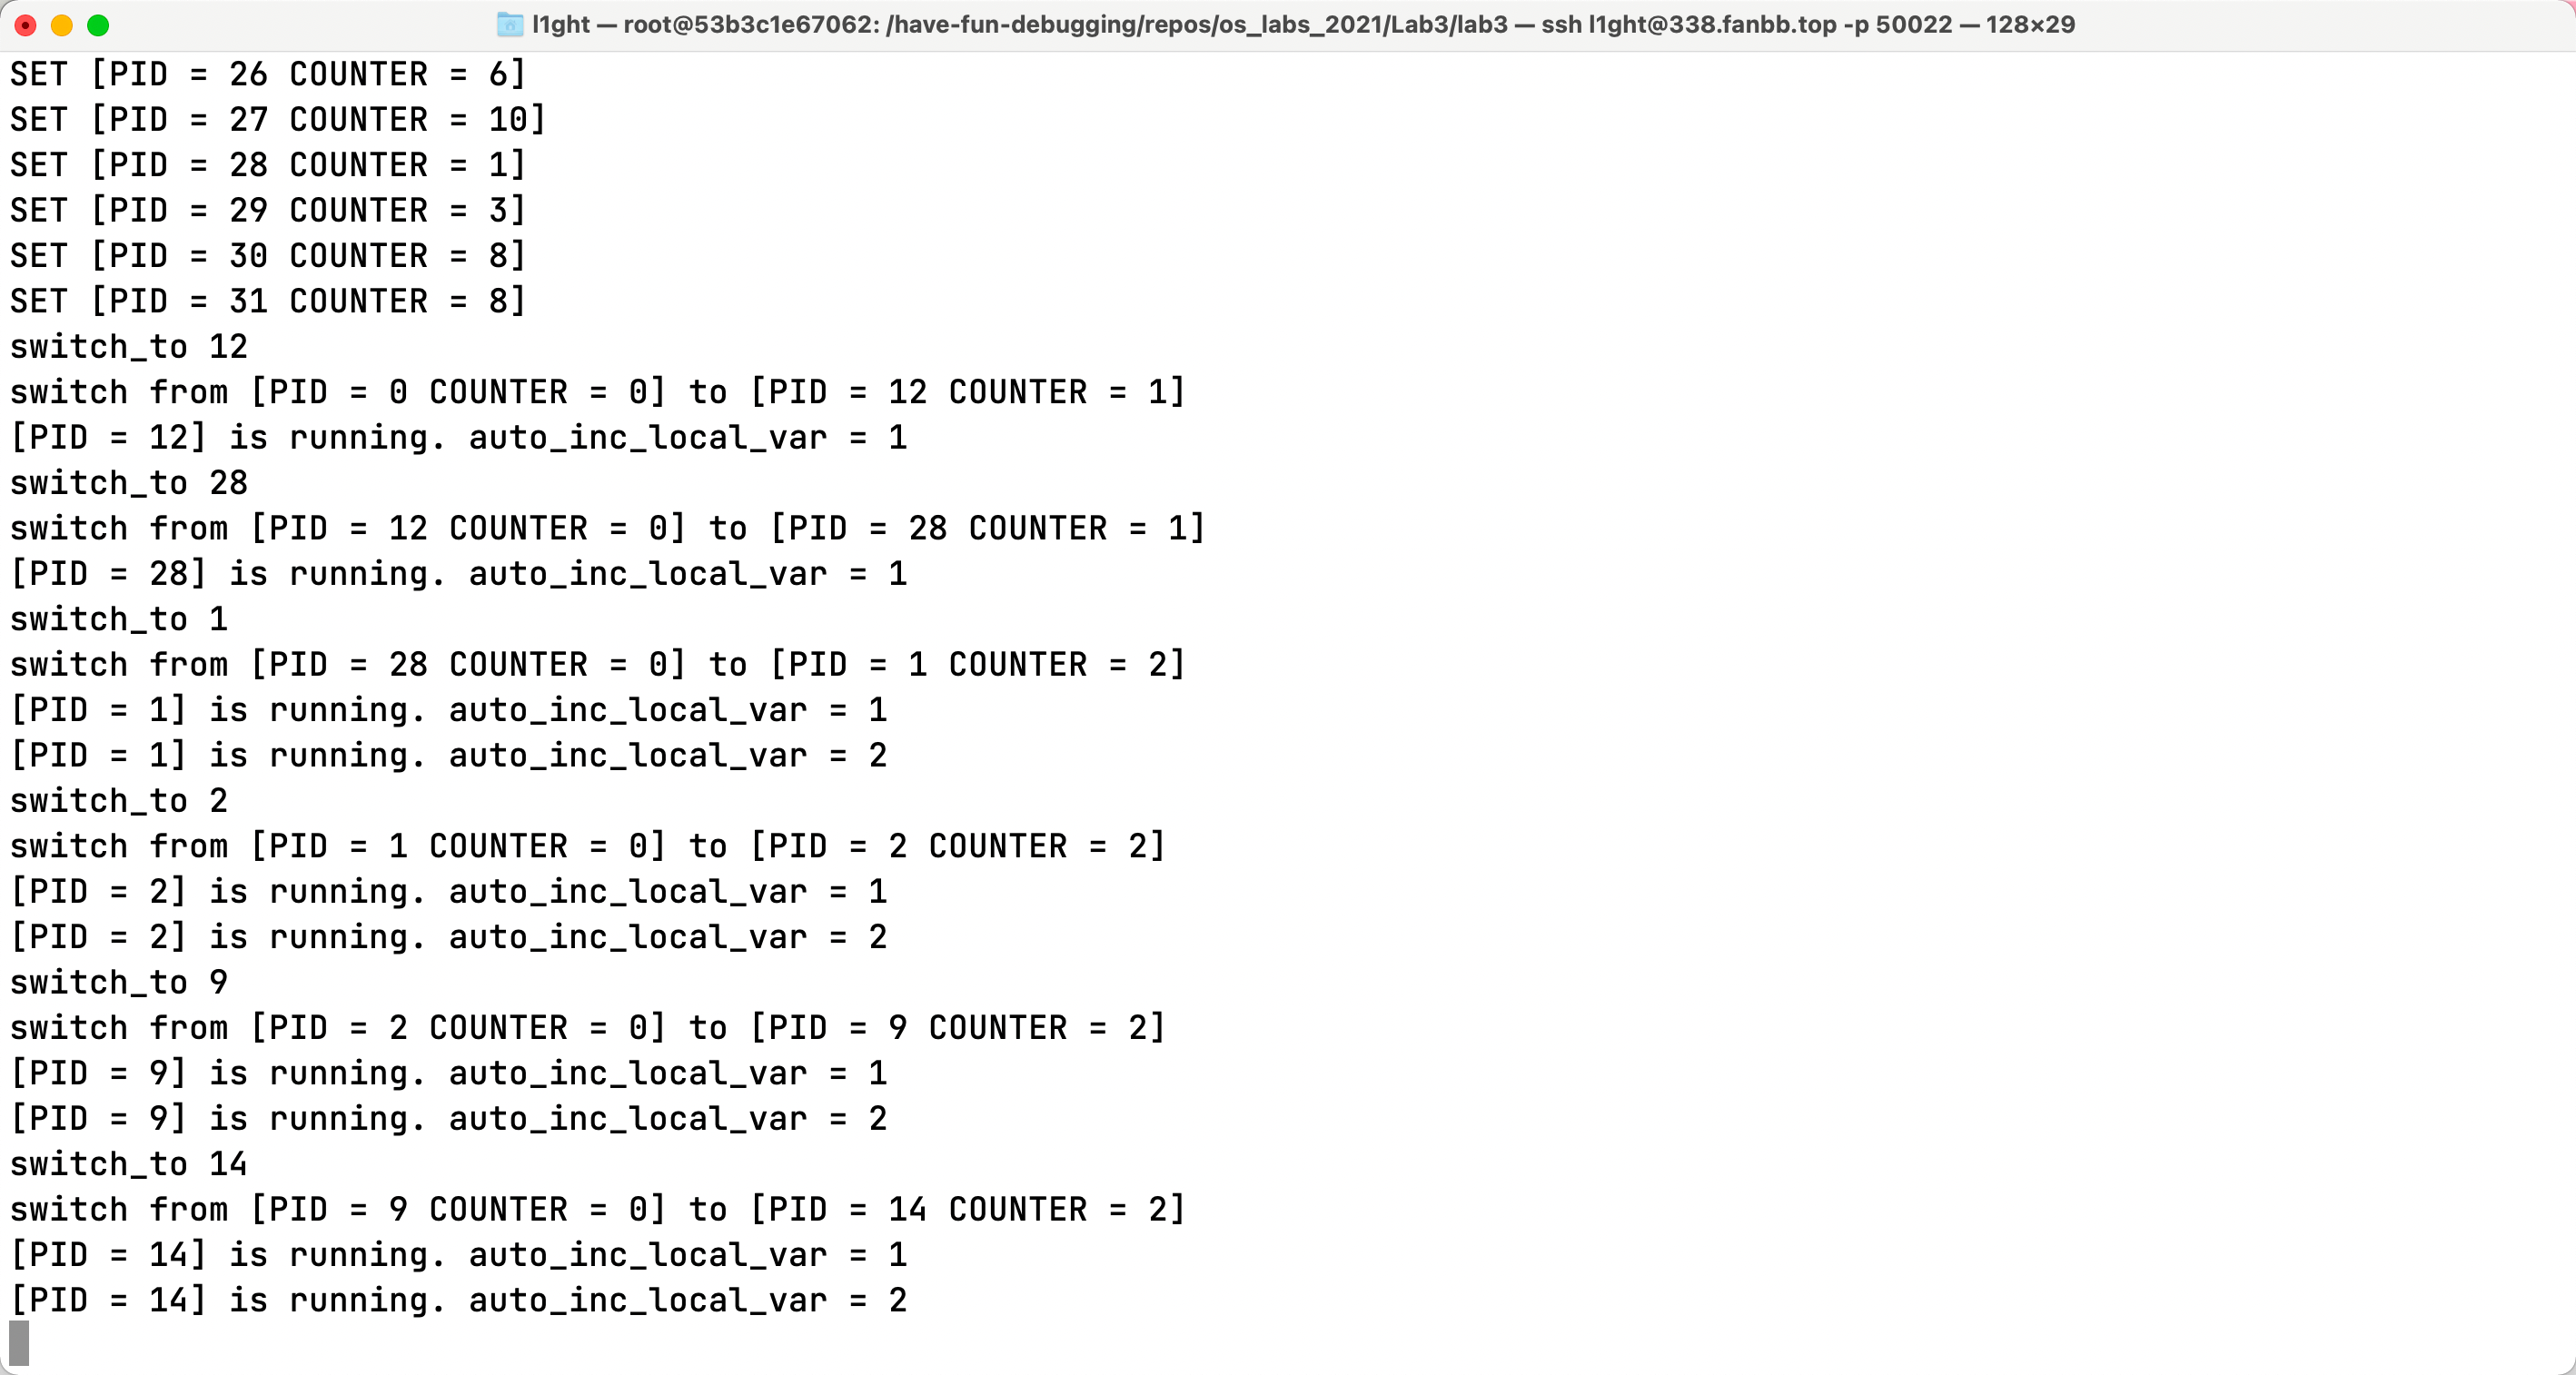 l1ght — root@53b3c1e67062: /have-fun-debugging/repos/os_labs_2021/Lab3/lab3 — ssh l1ght@338.fanbb.top -p 50022 — 128×29
SET [PID = 26 COUNTER = 6]
SET [PID = 27 COUNTER = 10]
SET [PID = 28 COUNTER = 1]
SET [PID = 29 COUNTER = 3]
SET [PID = 30 COUNTER = 8]
SET [PID = 31 COUNTER = 8]
switch_to 12
switch from [PID = 0 COUNTER = 0] to [PID = 12 COUNTER = 1]
[PID = 12] is running. auto_inc_local_var = 1
switch_to 28
switch from [PID = 12 COUNTER = 0] to [PID = 28 COUNTER = 1]
[PID = 28] is running. auto_inc_local_var = 1
switch_to 1
switch from [PID = 28 COUNTER = 0] to [PID = 1 COUNTER = 2]
[PID = 1] is running. auto_inc_local_var = 1
[PID = 1] is running. auto_inc_local_var = 2
switch_to 2
switch from [PID = 1 COUNTER = 0] to [PID = 2 COUNTER = 2]
[PID = 2] is running. auto_inc_local_var = 1
[PID = 2] is running. auto_inc_local_var = 2
switch_to 9
switch from [PID = 2 COUNTER = 0] to [PID = 9 COUNTER = 2]
[PID = 9] is running. auto_inc_local_var = 1
[PID = 9] is running. auto_inc_local_var = 2
switch_to 14
switch from [PID = 9 COUNTER = 0] to [PID = 14 COUNTER = 2]
[PID = 14] is running. auto_inc_local_var = 1
[PID = 14] is running. auto_inc_local_var = 2